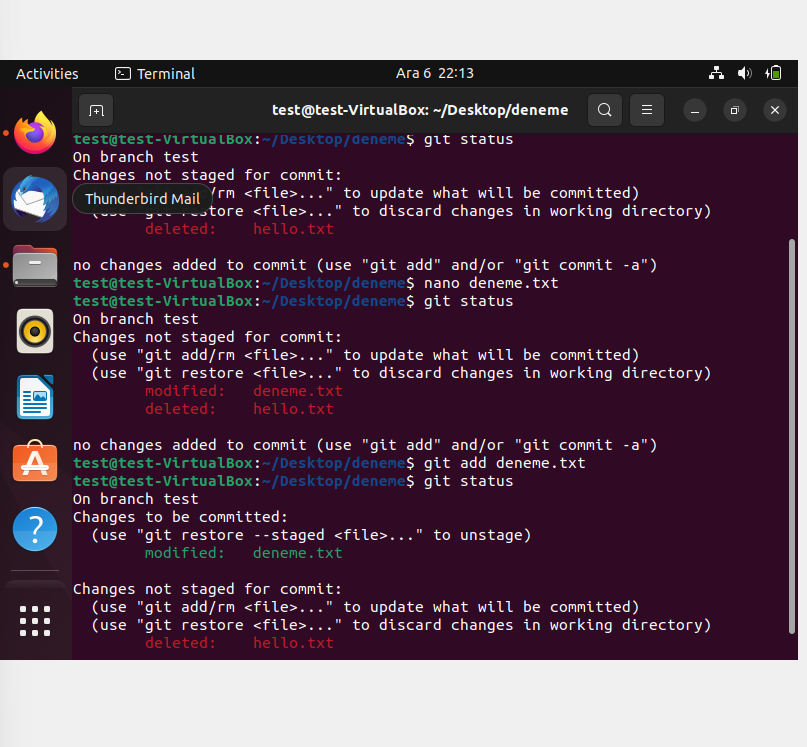 Activities
Terminal
Ara 6 22:13
test@test-VirtualBox: ~/Desktop/deneme
test@test-VirtualBox:~/Desktop/deneme$ git status
On branch test
Changes not staged for commit:
/rm <file>..." to update what will be committed)
Thunderbird Mail
(use "git restore <file>..." to discard changes in working directory)
deleted: hello.txt
no changes added to commit (use "git add" and/or "git commit -a")
test@test-VirtualBox:~/Desktop/deneme$ nano deneme.txt
test@test-VirtualBox:~/Desktop/deneme$ git status
On branch test
Changes not staged for commit:
(use "git add/rm <file>..." to update what will be committed)
(use "git restore <file>..." to discard changes in working directory)
modified: deneme.txt
deleted: hello.txt
no changes added to commit (use "git add" and/or "git commit -a")
test@test-VirtualBox:~/Desktop/deneme$ git add deneme.txt
test@test-VirtualBox:~/Desktop/deneme$ git status
On branch test
Changes to be committed:
(use "git restore --staged <file>..." to unstage)
modified: deneme.txt
Changes not staged for commit:
(use "git add/rm <file>..." to update what will be committed)
(use "git restore <file>..." to discard changes in working directory)
deleted: hello.txt